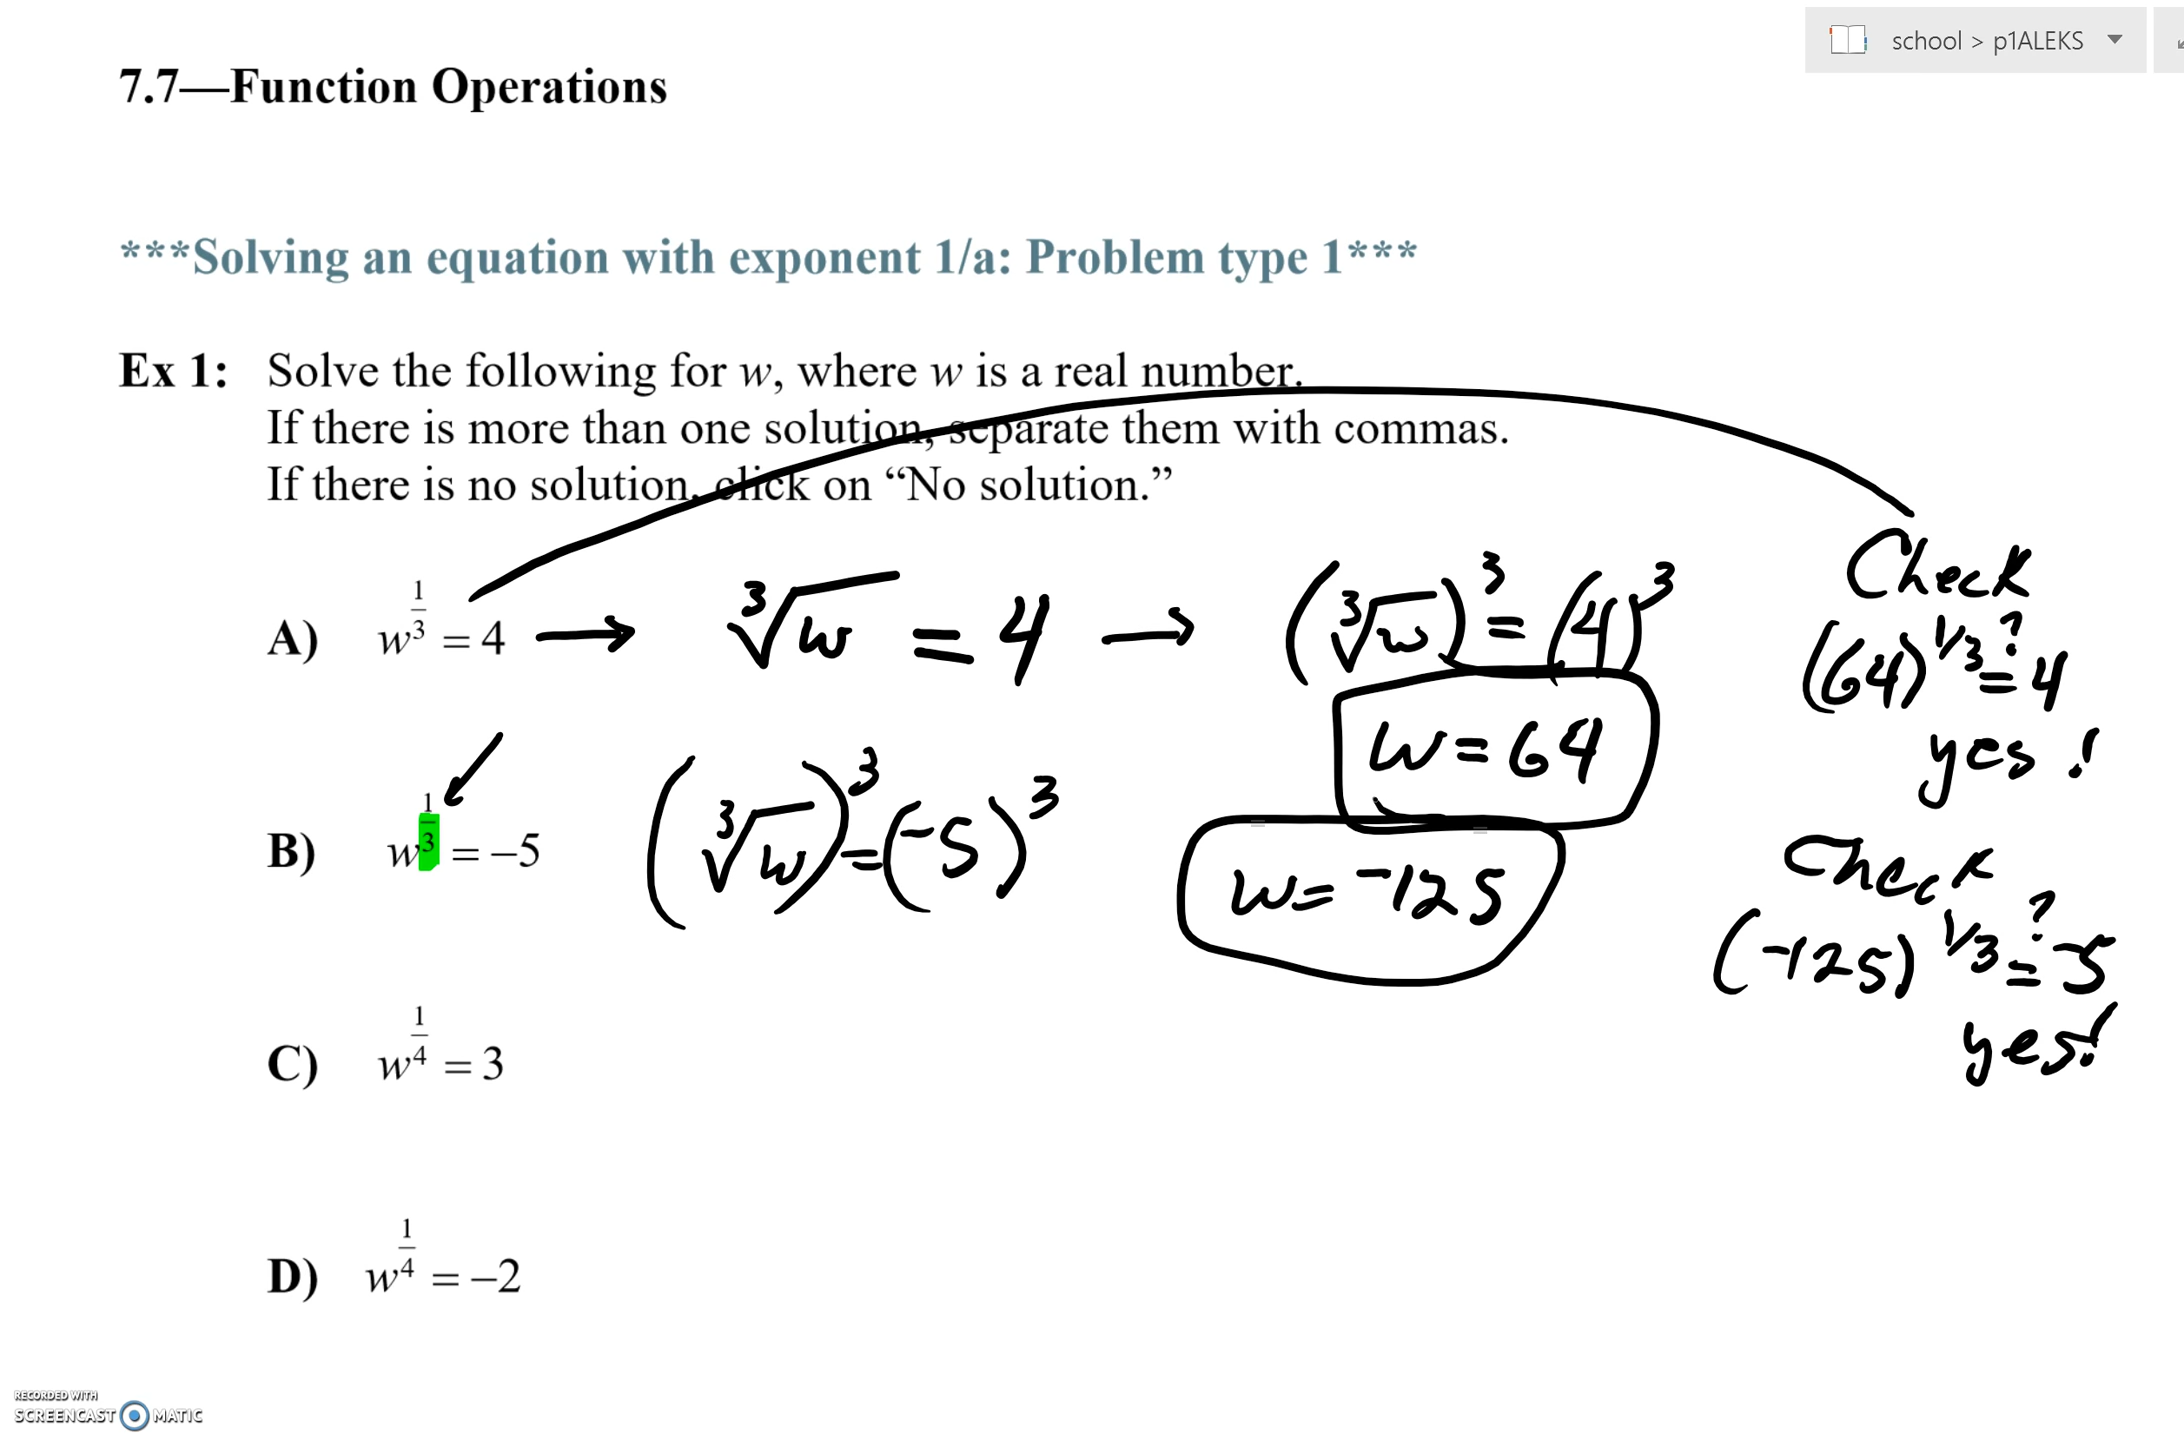 school > p1ALEKS
7.7—Function Operations
***Solving an equation with exponent 1/a: Problem type 1***
Ex 1: Solve the following for w, where w is a real number.
If there is more than one solution, separate them with commas.
If there is no solution, click on “No solution.”
A) w^(1/3) = 4 → ∛w = 4 → (∛w)³ = (4)³
w = 64
Check
(64)^(1/3) ≟ 4
yes!
B) w^(1/3) = −5 (∛w)³ = (−5)³
w = −125
Check
(−125)^(1/3) ≟ −5
yes!
C) w^(1/4) = 3
D) w^(1/4) = −2
RECORDED WITH
SCREENCAST MATIC